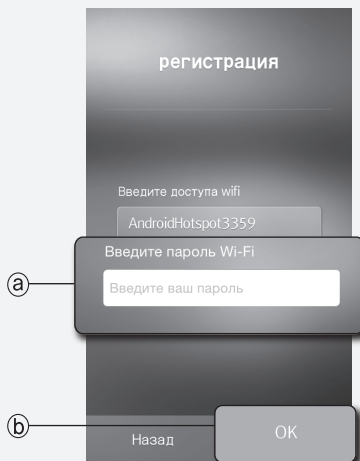 регистрация
Введите доступа wifi
AndroidHotspot3359
Введите пароль Wi-Fi
Введите ваш пароль
a
b
Назад
OK